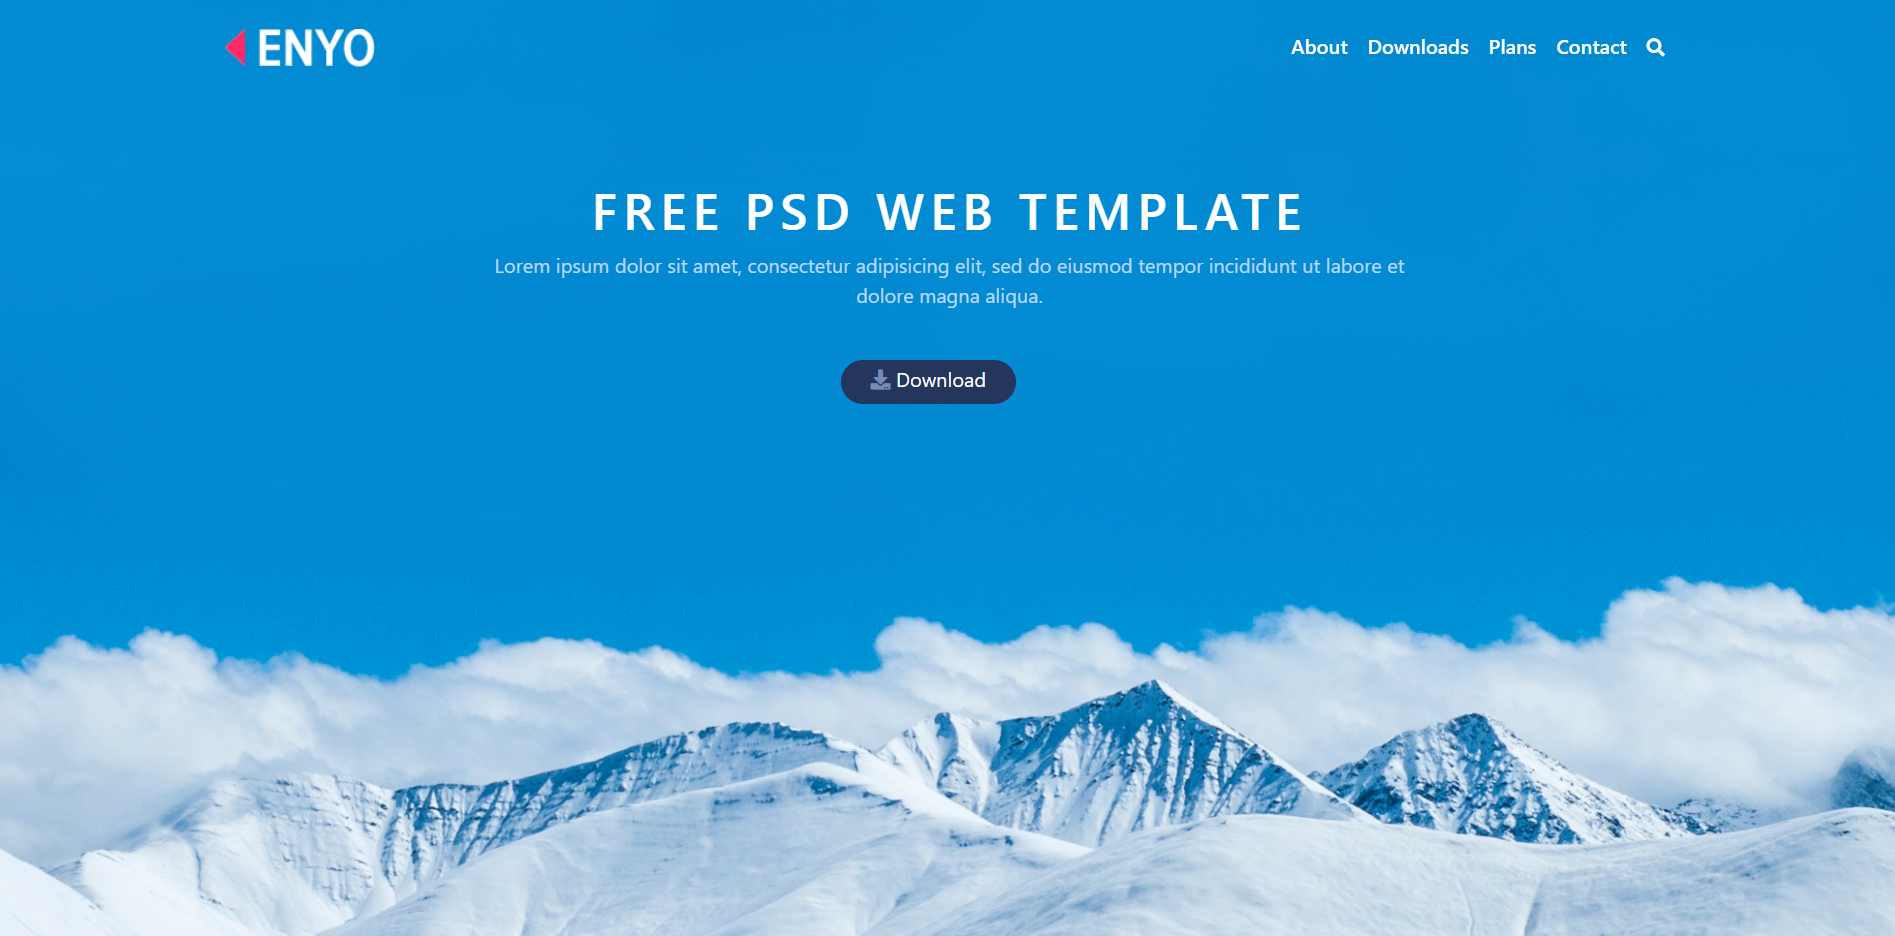 ENYO
About Downloads Plans Contact
FREE PSD WEB TEMPLATE
Lorem ipsum dolor sit amet, consectetur adipisicing elit, sed do eiusmod tempor incididunt ut labore et
dolore magna aliqua.
Download